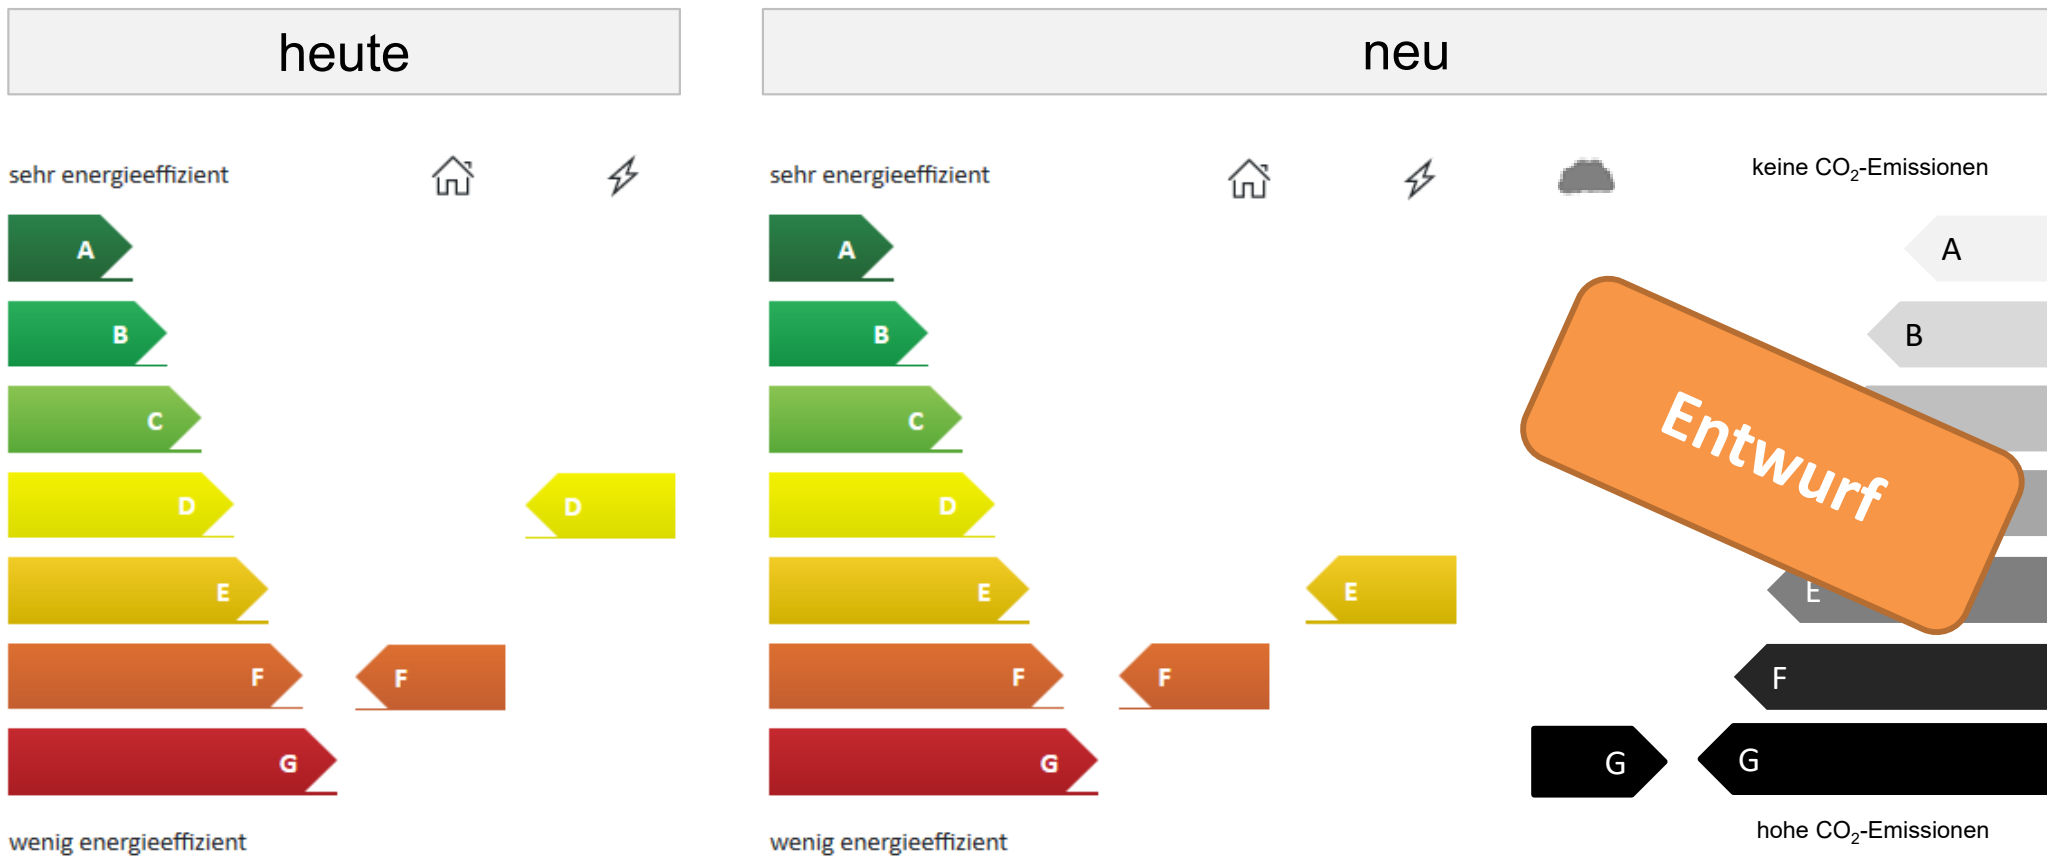 heute
neu
sehr energieeffizient
A
B
C
D
D
E
F
F
G
wenig energieeffizient
sehr energieeffizient
A
B
C
D
E
E
F
F
G
wenig energieeffizient
keine CO₂-Emissionen
A
B
Entwurf
E
F
G
G
hohe CO₂-Emissionen